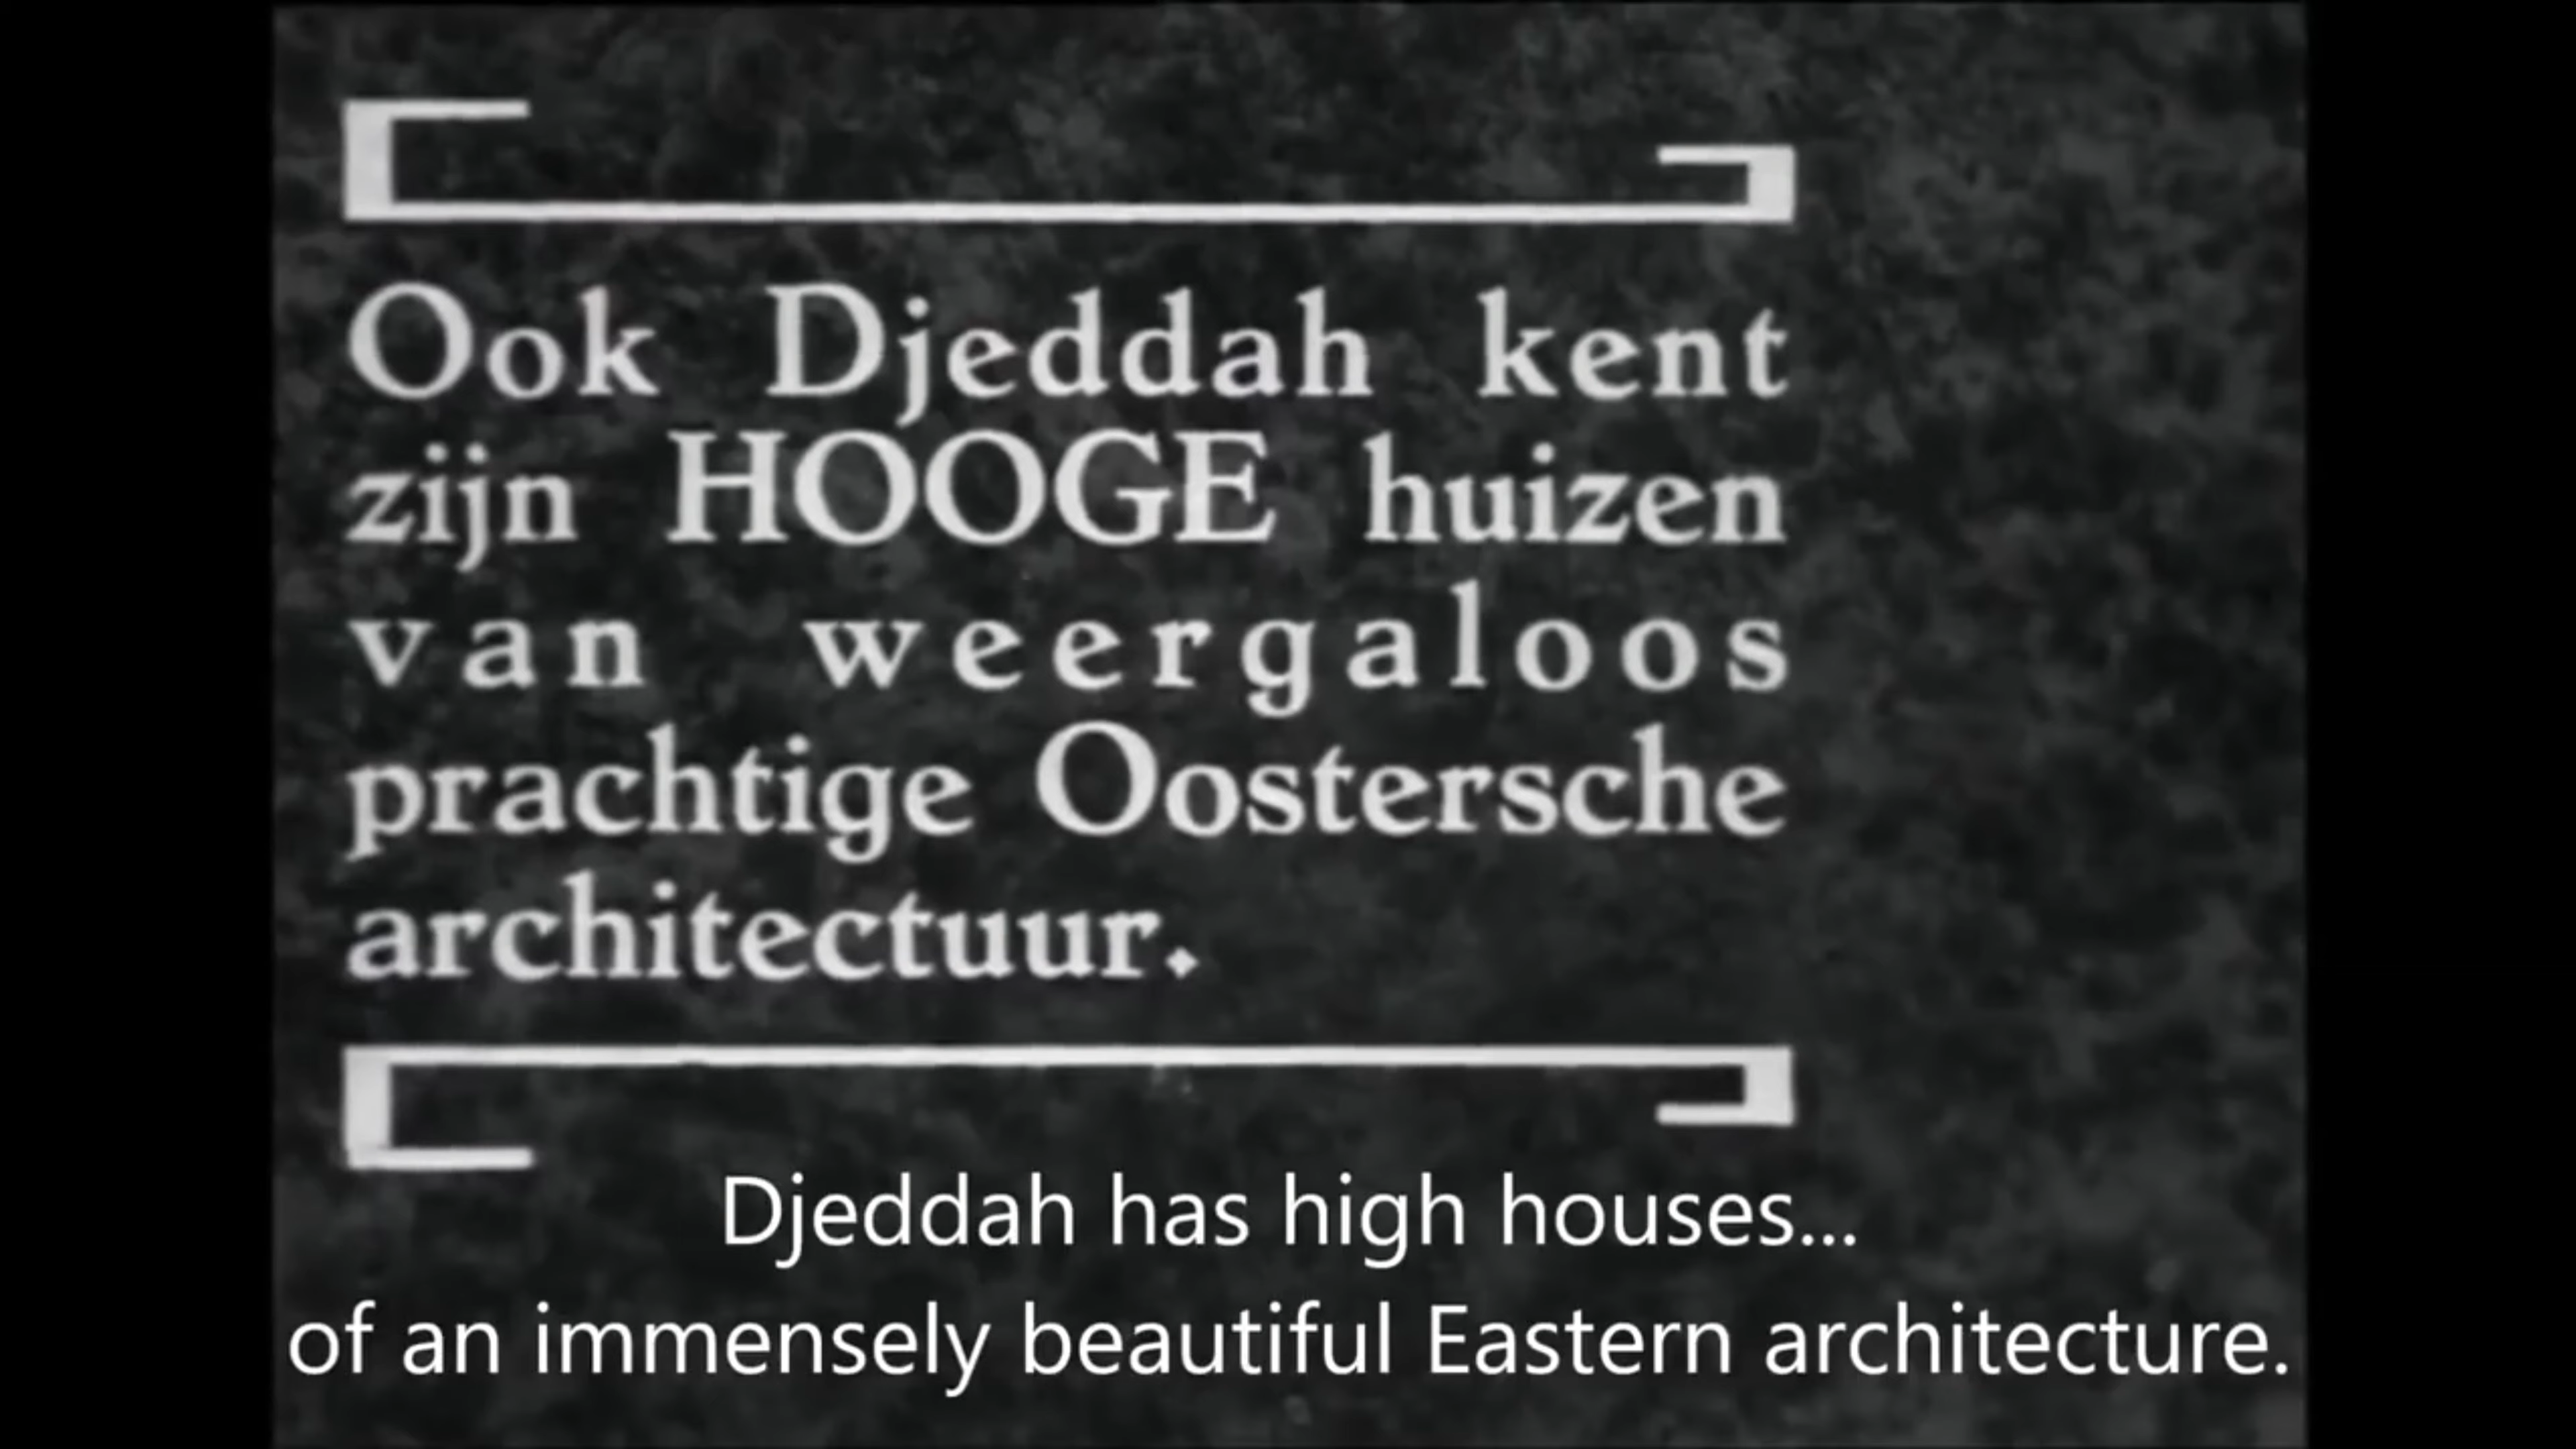 Ook Djeddah kent
zijn HOOGE huizen
van weergaloos
prachtige Oostersche
architectuur.
Djeddah has high houses...
of an immensely beautiful Eastern architecture.